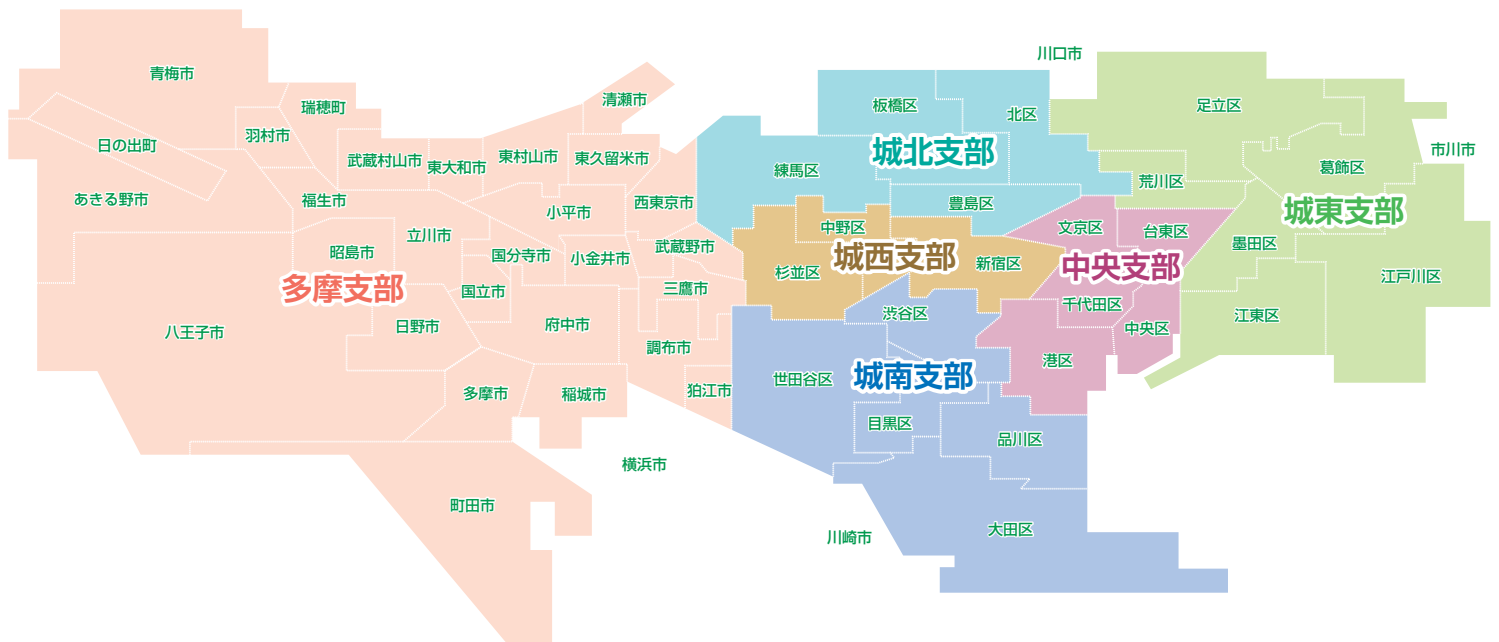 川口市
青梅市
清瀬市
瑞穂町
板橋区
足立区
北区
羽村市
日の出町
城北支部
市川市
武蔵村山市
東大和市
東村山市
東久留米市
練馬区
葛飾区
荒川区
あきる野市
福生市
小平市
西東京市
豊島区
城東支部
立川市
中野区
文京区
台東区
昭島市
国分寺市
小金井市
武蔵野市
城西支部
新宿区
墨田区
杉並区
中央支部
江戸川区
多摩支部
国立市
三鷹市
千代田区
八王子市
日野市
府中市
渋谷区
中央区
江東区
調布市
港区
世田谷区
城南支部
多摩市
稲城市
狛江市
目黒区
品川区
横浜市
町田市
川崎市
大田区